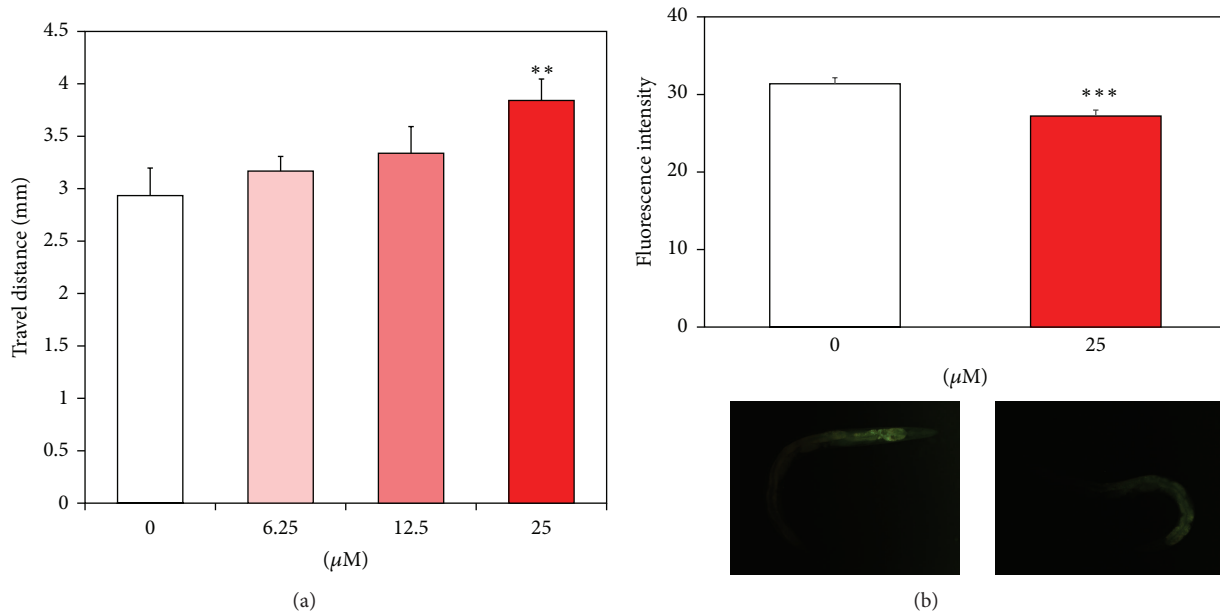 4.5
4
3.5
3
2.5
2
1.5
1
0.5
0
Travel distance (mm)
**
0 6.25 12.5 25
(μM)
(a)
40
30
20
10
0
Fluorescence intensity
***
0 25
(μM)
(b)